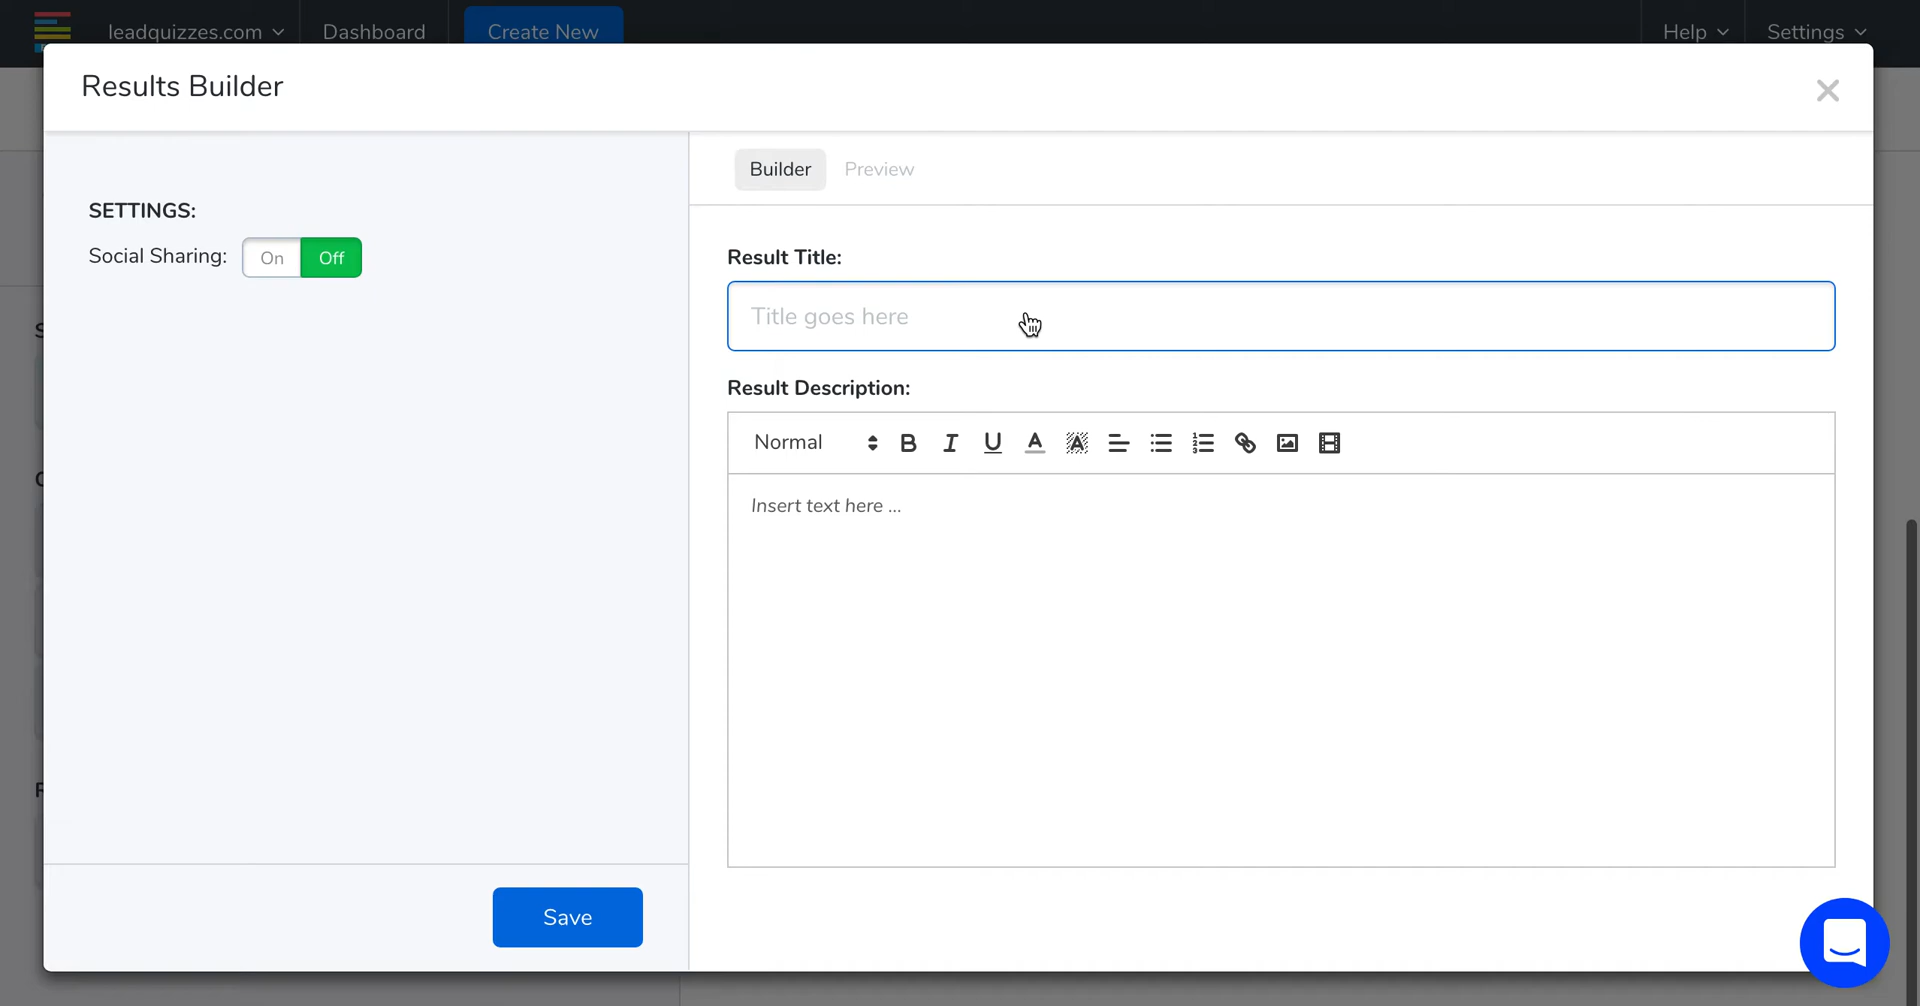 leadquizzes.com Dashboard Create New Help Settings
Results Builder
Builder Preview
SETTINGS:
Social Sharing: On Off
Result Title:
Title goes here
Result Description:
Normal
Insert text here ...
Save